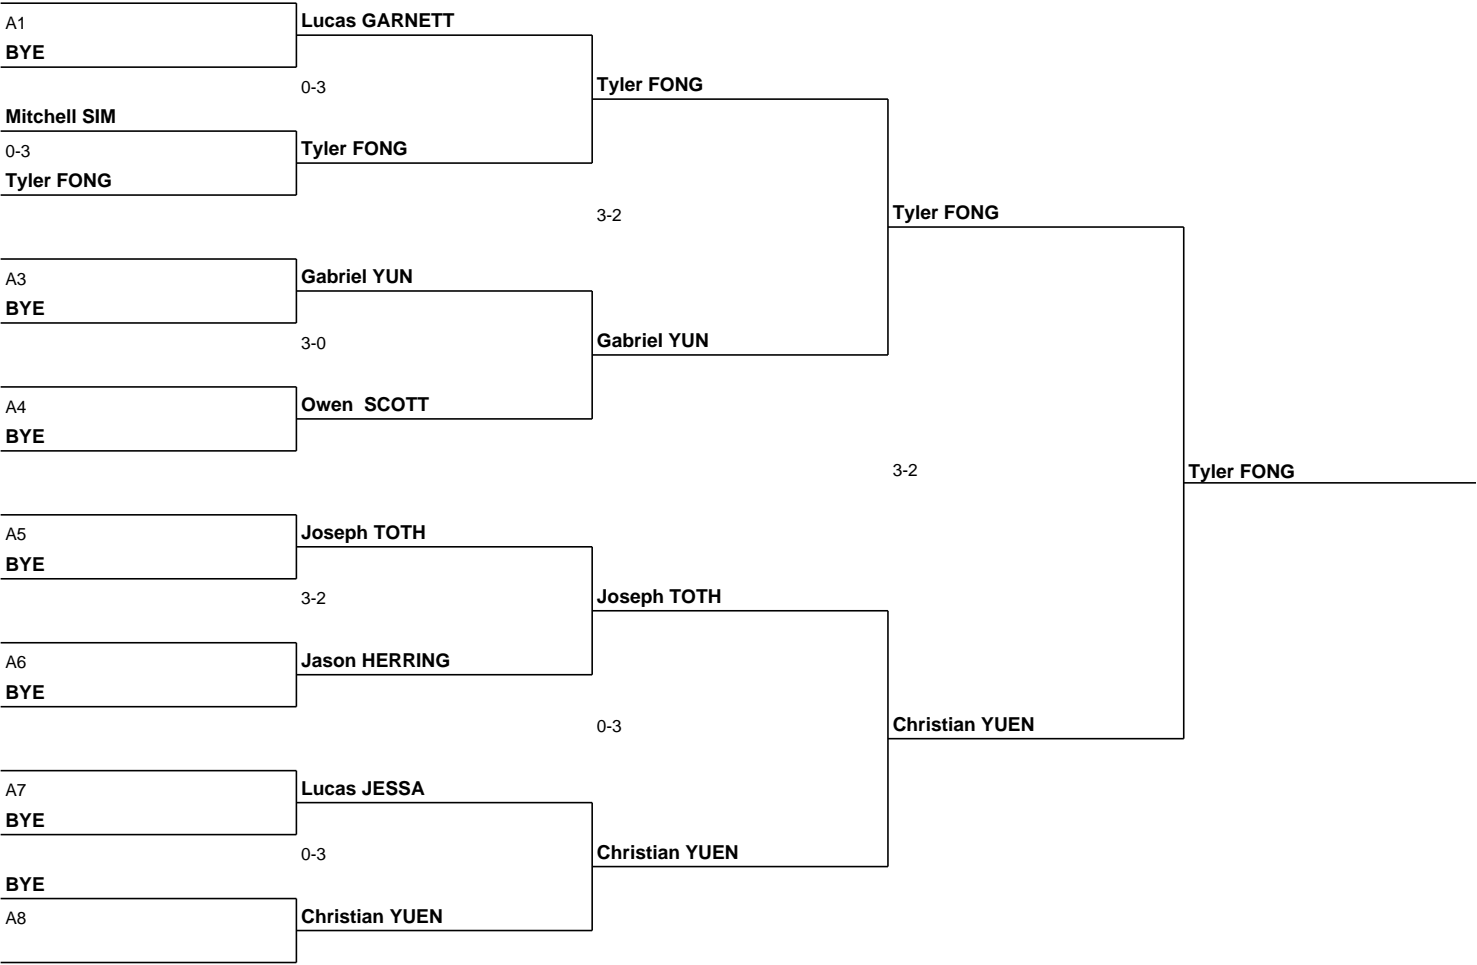 A1
BYE
Lucas GARNETT
0-3
Mitchell SIM
0-3
Tyler FONG
Tyler FONG
Tyler FONG
3-2
A3
BYE
Gabriel YUN
3-0
A4
BYE
Owen  SCOTT
Gabriel YUN
Tyler FONG
3-2
Tyler FONG
A5
BYE
Joseph TOTH
3-2
A6
BYE
Jason HERRING
Joseph TOTH
0-3
A7
BYE
Lucas JESSA
0-3
BYE
A8
Christian YUEN
Christian YUEN
Christian YUEN